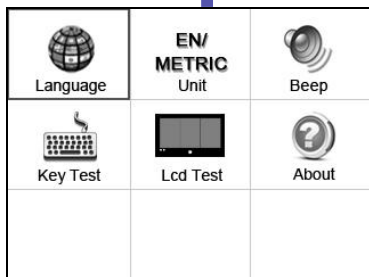 EN/
METRIC
Language
Unit
Beep
Key Test
Lcd Test
About